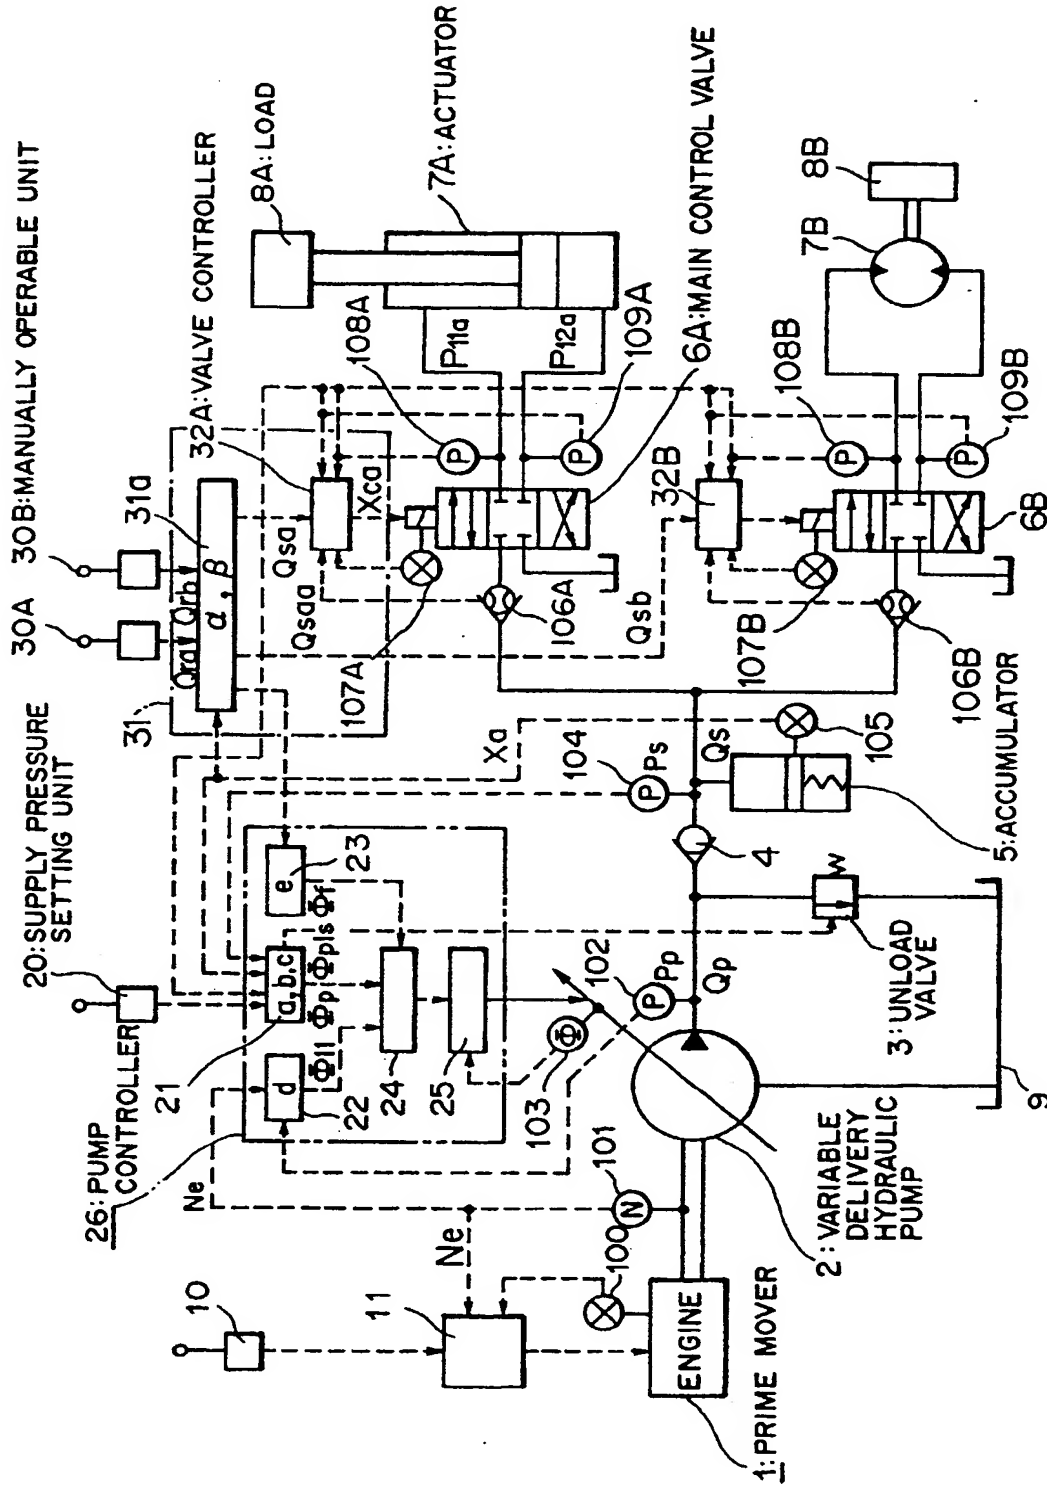 30A
30B:MANUALLY OPERABLE UNIT
20:SUPPLY PRESSURE
SETTING UNIT
26:PUMP
CONTROLLER
10
11
Ne
Ne
21
22
23
24
25
d
a,b,c
e
Φll
Φp
Φpls
Φf
31
31a
Qra
Qrb
α,β
32A:VALVE CONTROLLER
8A:LOAD
7A:ACTUATOR
Qsa
Qsaa
Xca
107A
106A
108A
P
P11a
P12a
P
109A
6A:MAIN CONTROL VALVE
Xa
104
P
Ps
Qs
105
5:ACCUMULATOR
4
w
3:UNLOAD
VALVE
9
102
P
Pp
Qp
103
Φ
101
N
100
ENGINE
1:PRIME MOVER
2:VARIABLE
DELIVERY
HYDRAULIC
PUMP
Qsb
32B
107B
106B
108B
P
P
109B
6B
7B
8B